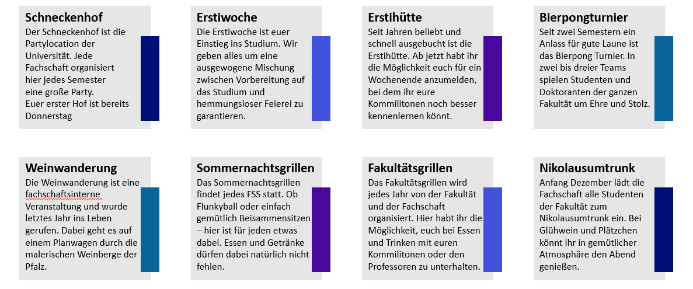 Schneckenhof
Der Schneckenhof ist die
Partylocation der
Universität. Jede
Fachschaft organisiert
hier jedes Semester
eine große Party.
Euer erster Hof ist bereits
Donnerstag
Erstiwoche
Die Erstiwoche ist euer
Einstieg ins Studium. Wir
geben alles um eine
ausgewogene Mischung
zwischen Vorbereitung auf
das Studium und
hemmungsloser Feierei zu
garantieren.
Erstihütte
Seit Jahren beliebt und
schnell ausgebucht ist die
Erstihütte. Ab jetzt habt ihr
die Möglichkeit euch für ein
Wochenende anzumelden,
bei dem ihr eure
Kommilitonen noch besser
kennenlernen könnt.
Bierpongturnier
Seit zwei Semestern ein
Anlass für gute Laune ist
das Bierpong Turnier. In
zwei bis dreier Teams
spielen Studenten und
Doktoranten der ganzen
Fakultät um Ehre und Stolz.
Weinwanderung
Die Weinwanderung ist eine
fachschaftsinterne
Veranstaltung und wurde
letztes Jahr ins Leben
gerufen. Dabei geht es auf
einem Planwagen durch die
malerischen Weinberge der
Pfalz.
Sommernachtsgrillen
Das Sommernachtsgrillen
findet jedes FSS statt. Ob
Flunkyball oder einfach
gemütlich Beisammensitzen
– hier ist für jeden etwas
dabei. Essen und Getränke
dürfen dabei natürlich nicht
fehlen.
Fakultätsgrillen
Das Fakultätsgrillen wird
jedes Jahr von der Fakultät
und der Fachschaft
organisiert. Hier habt ihr die
Möglichkeit, euch bei Essen
und Trinken mit euren
Kommilitonen oder den
Professoren zu unterhalten.
Nikolausumtrunk
Anfang Dezember lädt die
Fachschaft alle Studenten
der Fakultät zum
Nikolausumtrunk ein. Bei
Glühwein und Plätzchen
könnt ihr in gemütlicher
Atmosphäre den Abend
genießen.